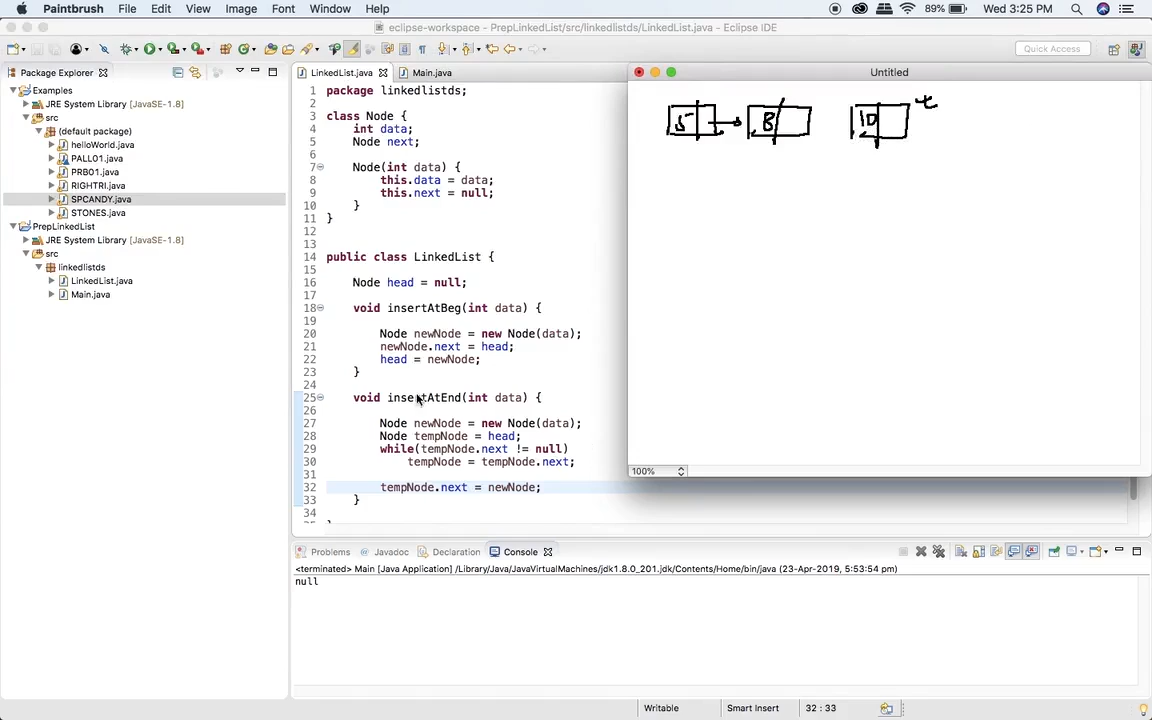 Paintbrush File Edit View Image Font Window Help 89% Wed 3:25 PM
eclipse-workspace - PrepLinkedList/src/linkedlistds/LinkedList.java - Eclipse IDE
Quick Access
Package Explorer
Examples
JRE System Library [JavaSE-1.8]
src
(default package)
helloWorld.java
PALL01.java
PRB01.java
RIGHTRI.java
SPCANDY.java
STONES.java
PrepLinkedList
JRE System Library [JavaSE-1.8]
src
linkedlistds
LinkedList.java
Main.java
LinkedList.java Main.java
1 package linkedlistds;
2
3 class Node {
4 int data;
5 Node next;
6
7 Node(int data) {
8 this.data = data;
9 this.next = null;
10 }
11 }
12
13
14 public class LinkedList {
15
16 Node head = null;
17
18 void insertAtBeg(int data) {
19
20 Node newNode = new Node(data);
21 newNode.next = head;
22 head = newNode;
23 }
24
25 void insertAtEnd(int data) {
26
27 Node newNode = new Node(data);
28 Node tempNode = head;
29 while(tempNode.next != null)
30 tempNode = tempNode.next;
31
32 tempNode.next = newNode;
33 }
34
Untitled
5 8 10 t
100%
Problems Javadoc Declaration Console
<terminated> Main [Java Application] /Library/Java/JavaVirtualMachines/jdk1.8.0_201.jdk/Contents/Home/bin/java (23-Apr-2019, 5:53:54 pm)
null
Writable Smart Insert 32 : 33